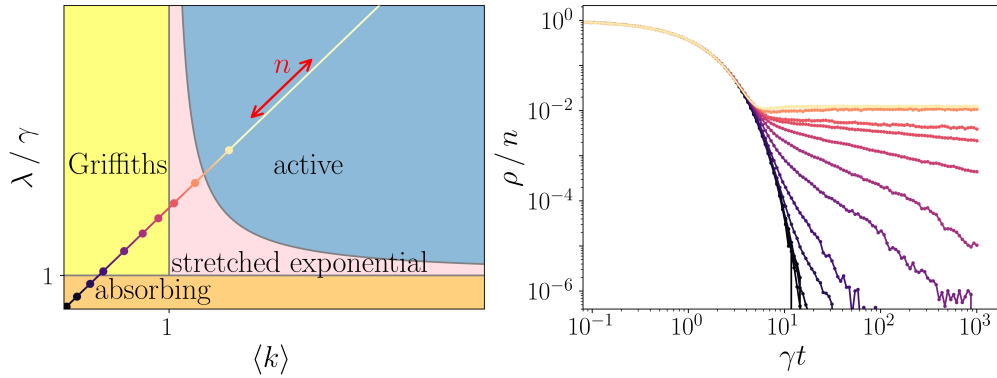 λ / γ
n
Griffiths
active
stretched exponential
1
absorbing
1
⟨k⟩
ρ / n
10⁰
10⁻²
10⁻⁴
10⁻⁶
10⁻¹
10⁰
10¹
10²
10³
γt